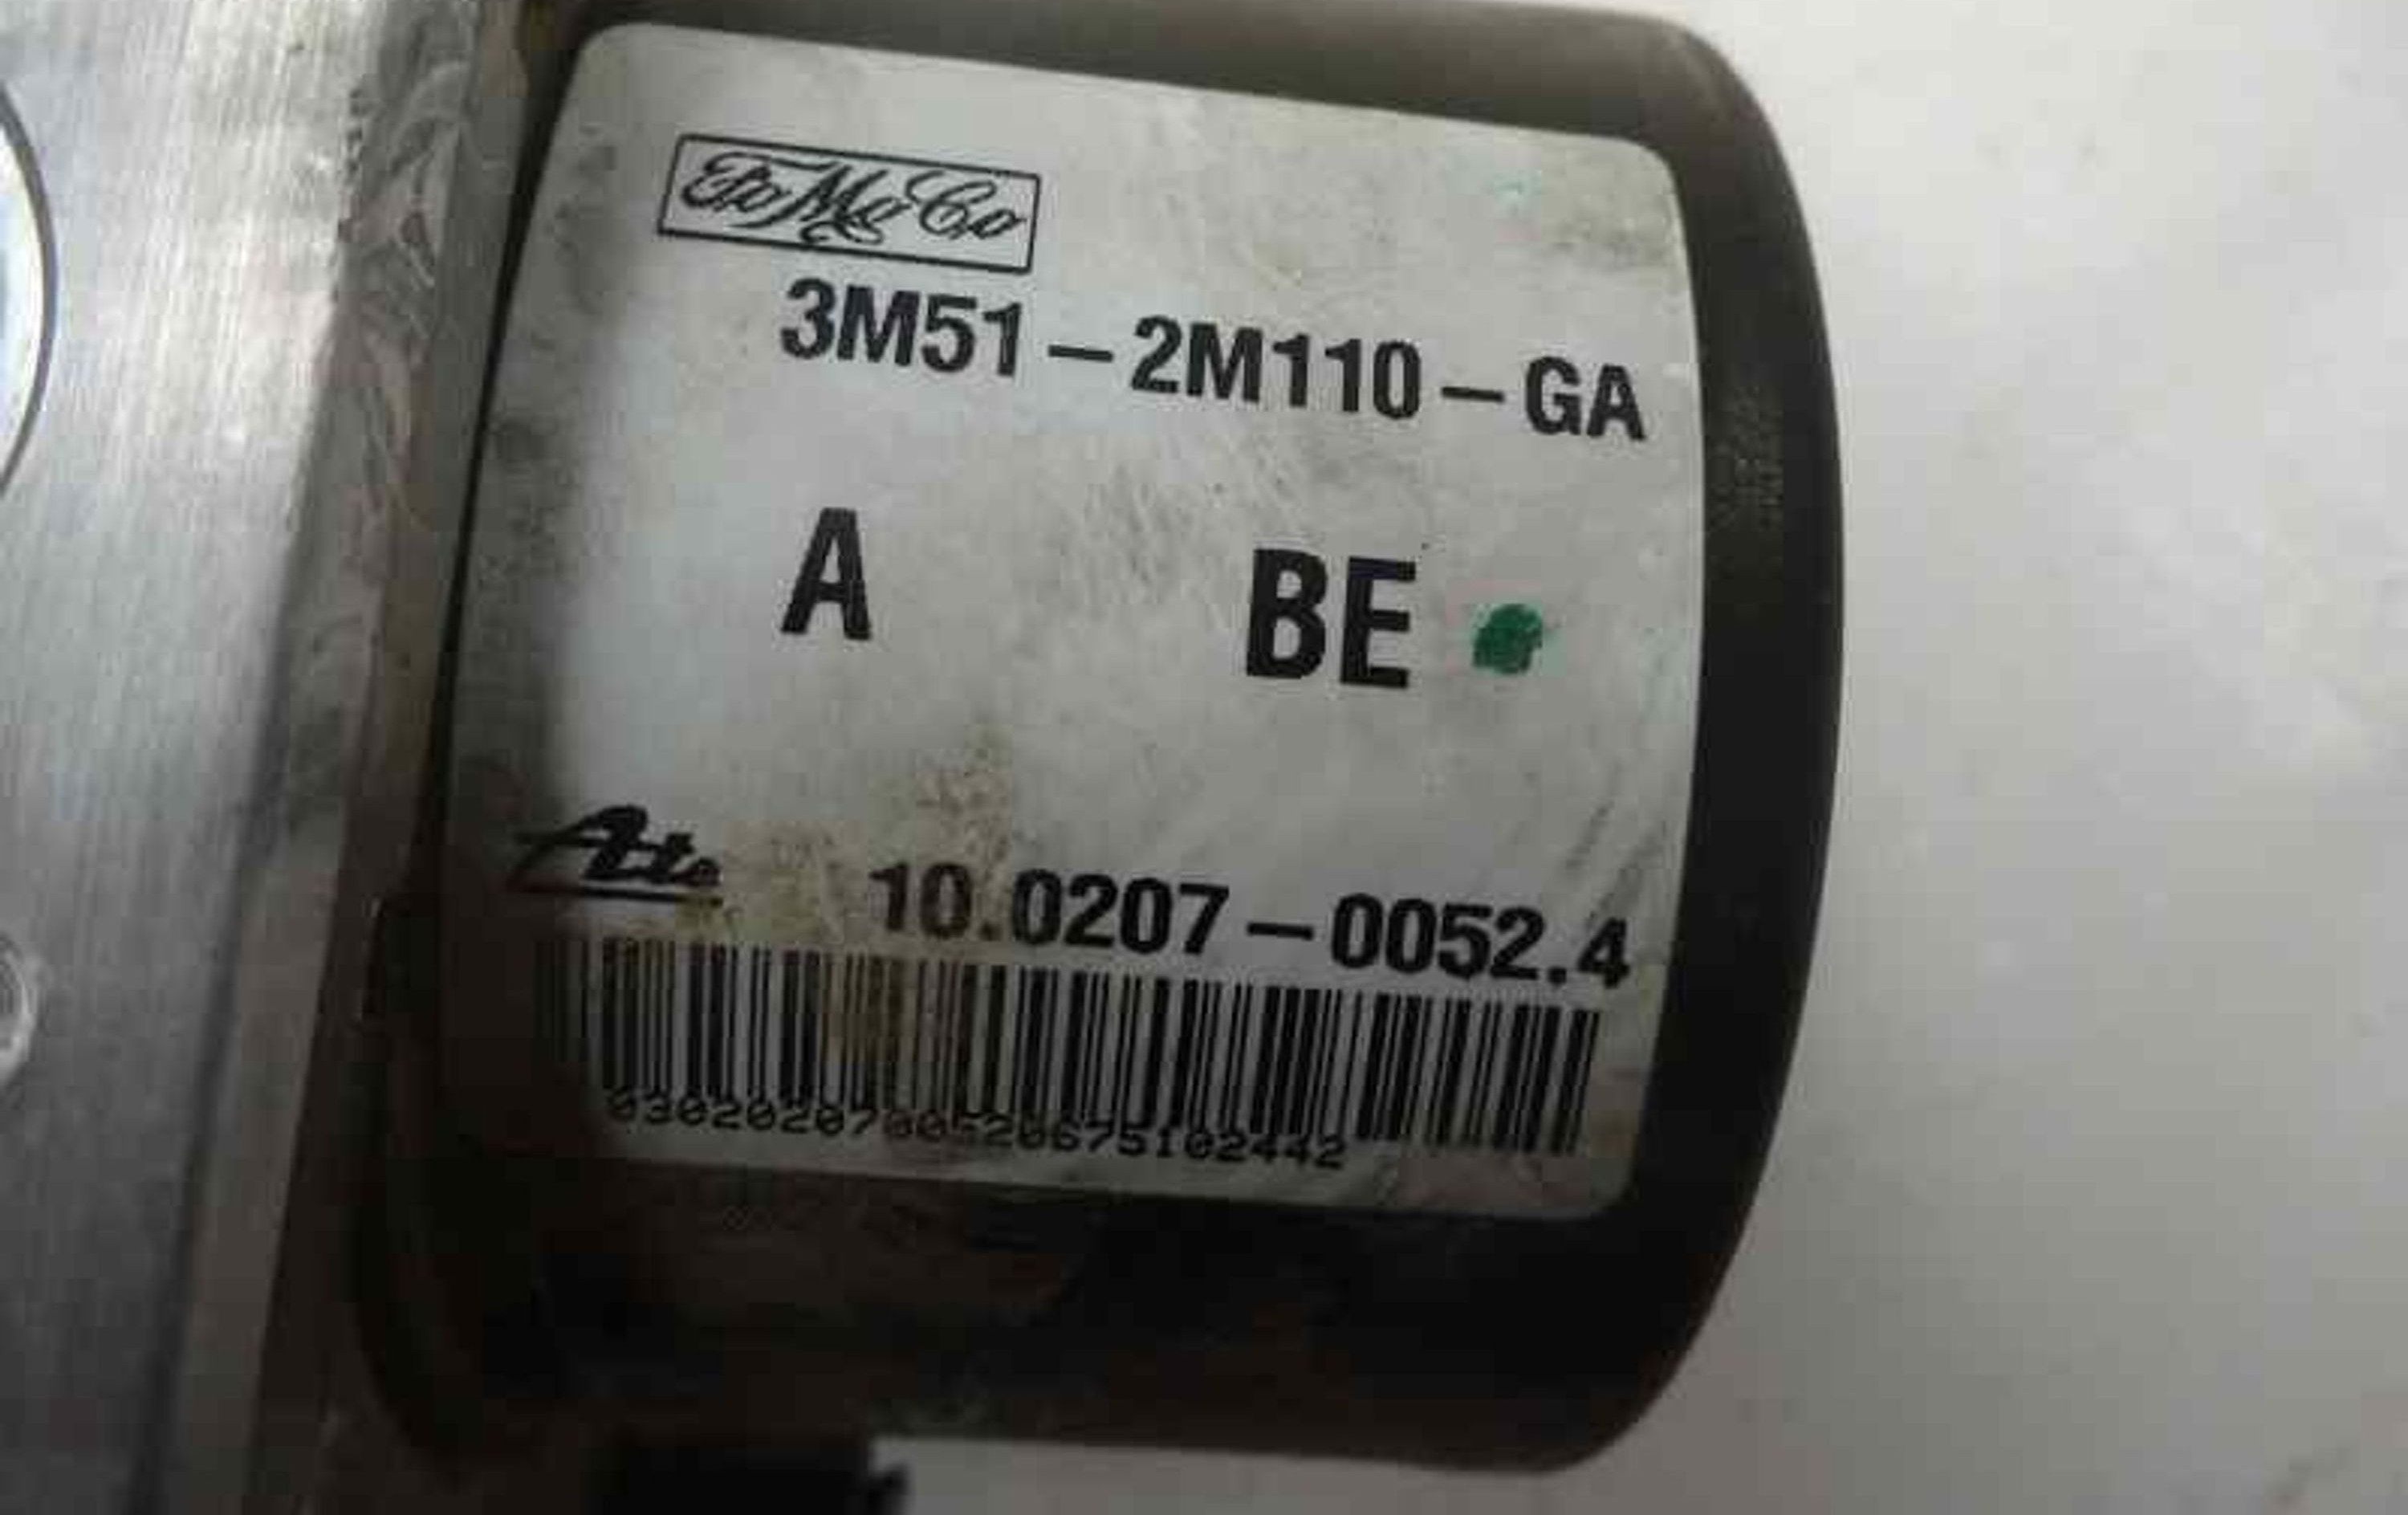 FoMoCo
3M51-2M110-GA
A BE
Ate
10.0207-0052.4